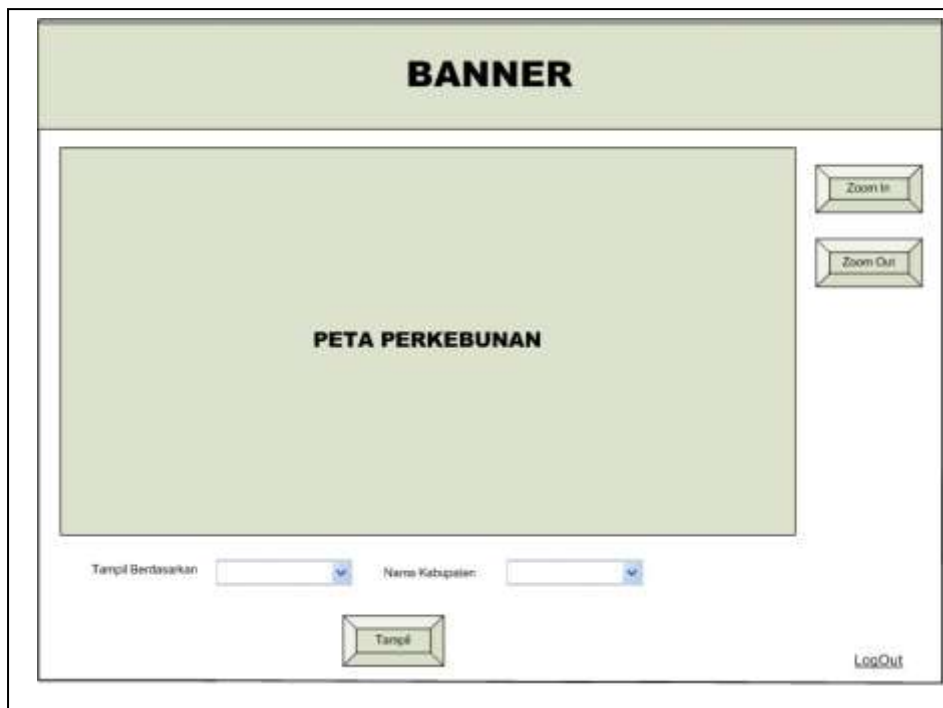 BANNER
Zoom In
Zoom Out
PETA PERKEBUNAN
Tampil Berdasarkan
Nama Kabupaten
Tampil
LogOut